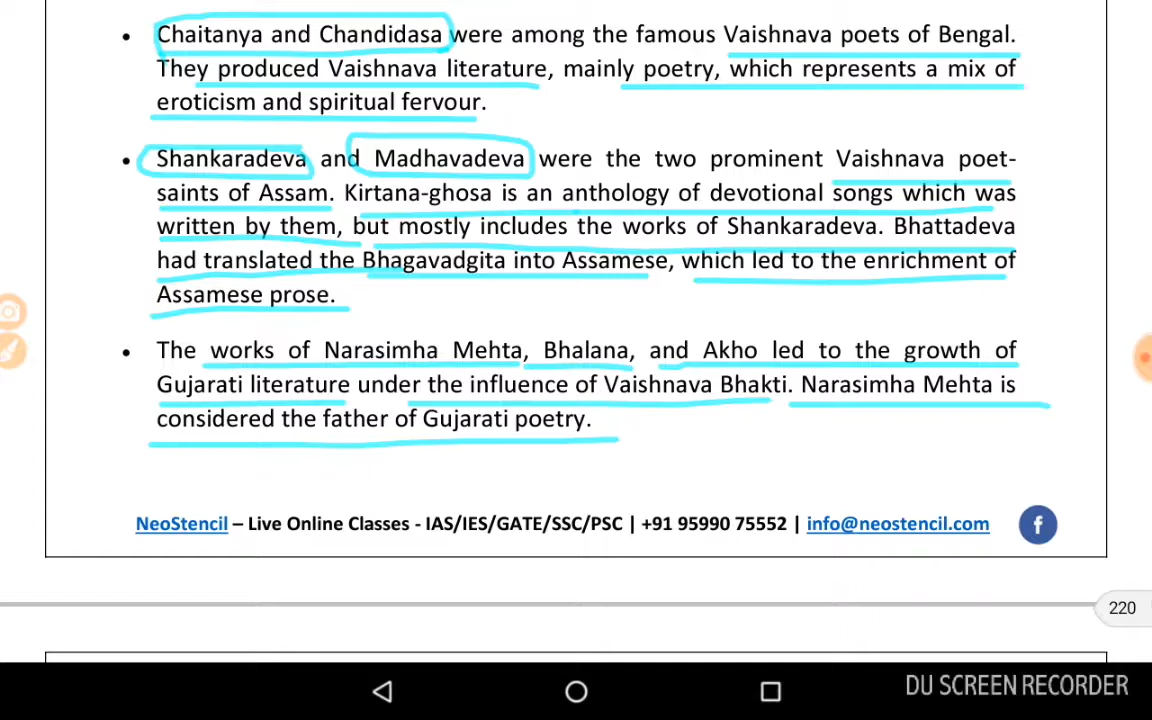 • Chaitanya and Chandidasa were among the famous Vaishnava poets of Bengal.
They produced Vaishnava literature, mainly poetry, which represents a mix of
eroticism and spiritual fervour.
• Shankaradeva and Madhavadeva were the two prominent Vaishnava poet-
saints of Assam. Kirtana-ghosa is an anthology of devotional songs which was
written by them, but mostly includes the works of Shankaradeva. Bhattadeva
had translated the Bhagavadgita into Assamese, which led to the enrichment of
Assamese prose.
• The works of Narasimha Mehta, Bhalana, and Akho led to the growth of
Gujarati literature under the influence of Vaishnava Bhakti. Narasimha Mehta is
considered the father of Gujarati poetry.
NeoStencil – Live Online Classes - IAS/IES/GATE/SSC/PSC | +91 95990 75552 | info@neostencil.com f
220
DU SCREEN RECORDER